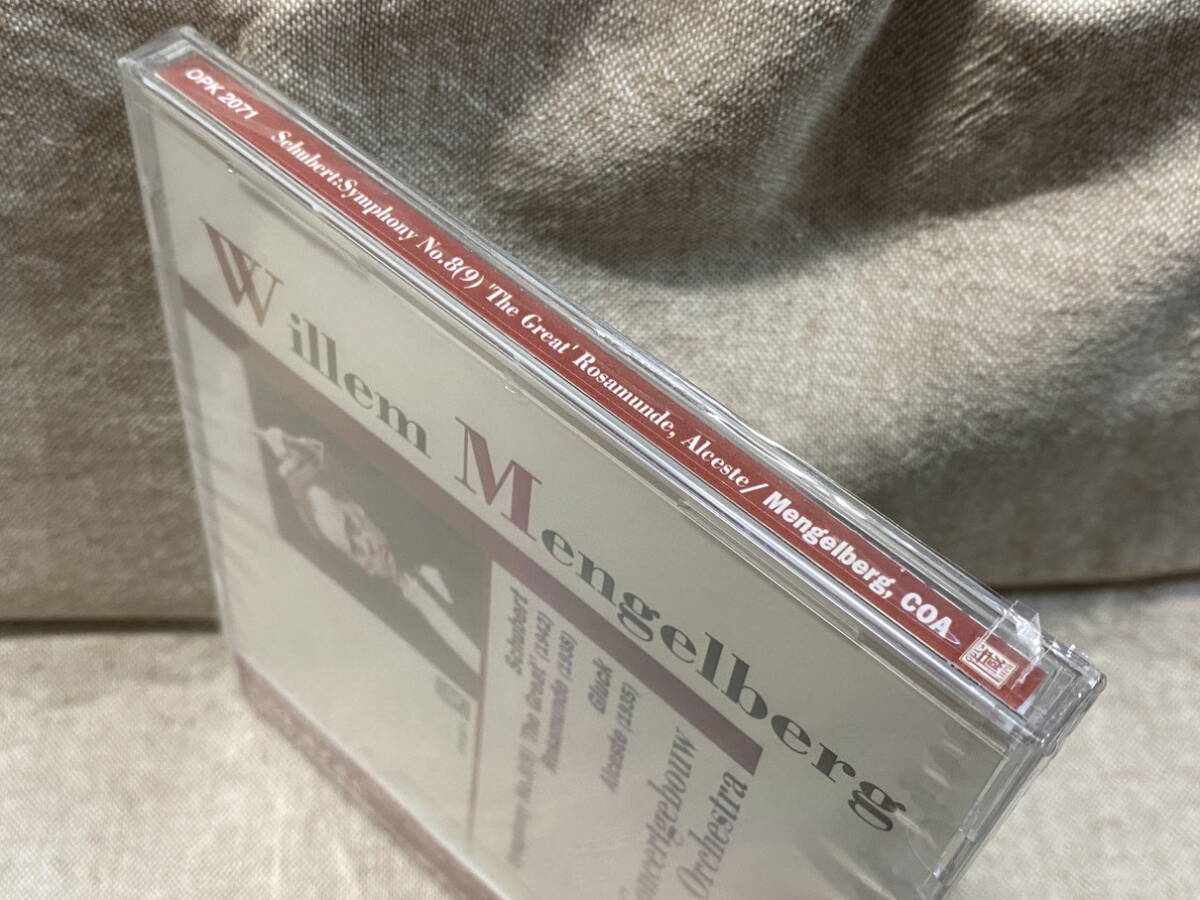 OPK 2071 Schubert:Symphony No.8(9) 'The Great' Rosamunde, Alceste/ Mengelberg, COA
Willem Mengelberg
Schubert
Symphony No.8(9) 'The Great' (1942)
Rosamunde (1938)
Gluck
Alceste (1935)
Concertgebouw
Orchestra